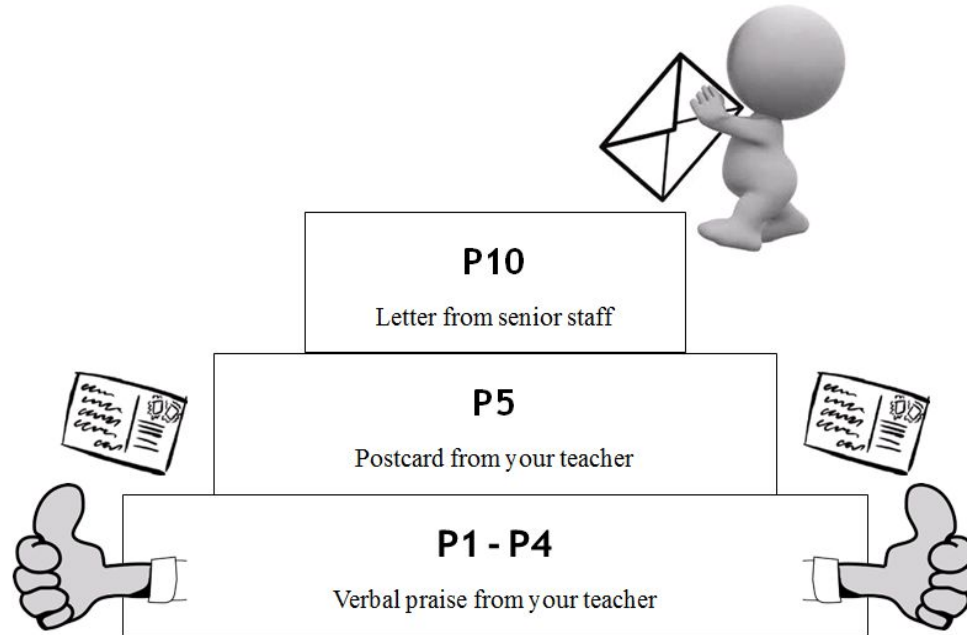 P10
Letter from senior staff
P5
Postcard from your teacher
P1 - P4
Verbal praise from your teacher